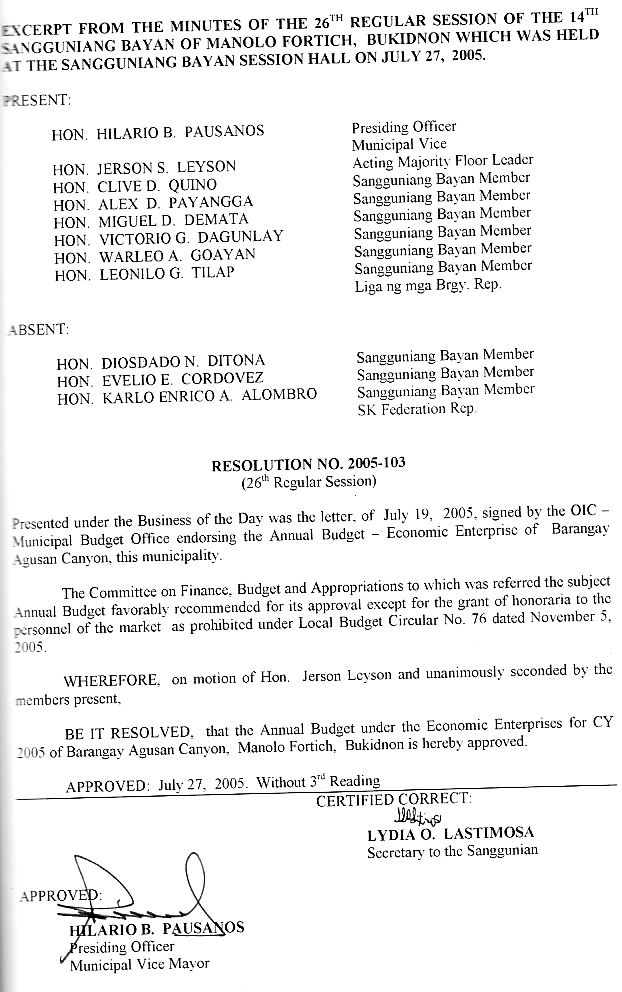 EXCERPT FROM THE MINUTES OF THE 26TH REGULAR SESSION OF THE 14TH
SANGGUNIANG BAYAN OF MANOLO FORTICH, BUKIDNON WHICH WAS HELD
AT THE SANGGUNIANG BAYAN SESSION HALL ON JULY 27, 2005.
PRESENT:
HON. HILARIO B. PAUSANOS Presiding Officer
Municipal Vice
HON. JERSON S. LEYSON Acting Majority Floor Leader
HON. CLIVE D. QUINO Sangguniang Bayan Member
HON. ALEX D. PAYANGGA Sangguniang Bayan Member
HON. MIGUEL D. DEMATA Sangguniang Bayan Member
HON. VICTORIO G. DAGUNLAY Sangguniang Bayan Member
HON. WARLEO A. GOAYAN Sangguniang Bayan Member
HON. LEONILO G. TILAP Sangguniang Bayan Member
Liga ng mga Brgy. Rep.
ABSENT:
HON. DIOSDADO N. DITONA Sangguniang Bayan Member
HON. EVELIO E. CORDOVEZ Sangguniang Bayan Member
HON. KARLO ENRICO A. ALOMBRO Sangguniang Bayan Member
SK Federation Rep.
RESOLUTION NO. 2005-103
(26th Regular Session)
Presented under the Business of the Day was the letter, of July 19, 2005, signed by the OIC –
Municipal Budget Office endorsing the Annual Budget – Economic Enterprise of Barangay
Agusan Canyon, this municipality.
The Committee on Finance, Budget and Appropriations to which was referred the subject
Annual Budget favorably recommended for its approval except for the grant of honoraria to the
personnel of the market as prohibited under Local Budget Circular No. 76 dated November 5,
2005.
WHEREFORE, on motion of Hon. Jerson Leyson and unanimously seconded by the
members present,
BE IT RESOLVED, that the Annual Budget under the Economic Enterprises for CY
2005 of Barangay Agusan Canyon, Manolo Fortich, Bukidnon is hereby approved.
APPROVED: July 27, 2005. Without 3rd Reading
CERTIFIED CORRECT:
LYDIA O. LASTIMOSA
Secretary to the Sanggunian
APPROVED:
HILARIO B. PAUSANOS
Presiding Officer
Municipal Vice Mayor